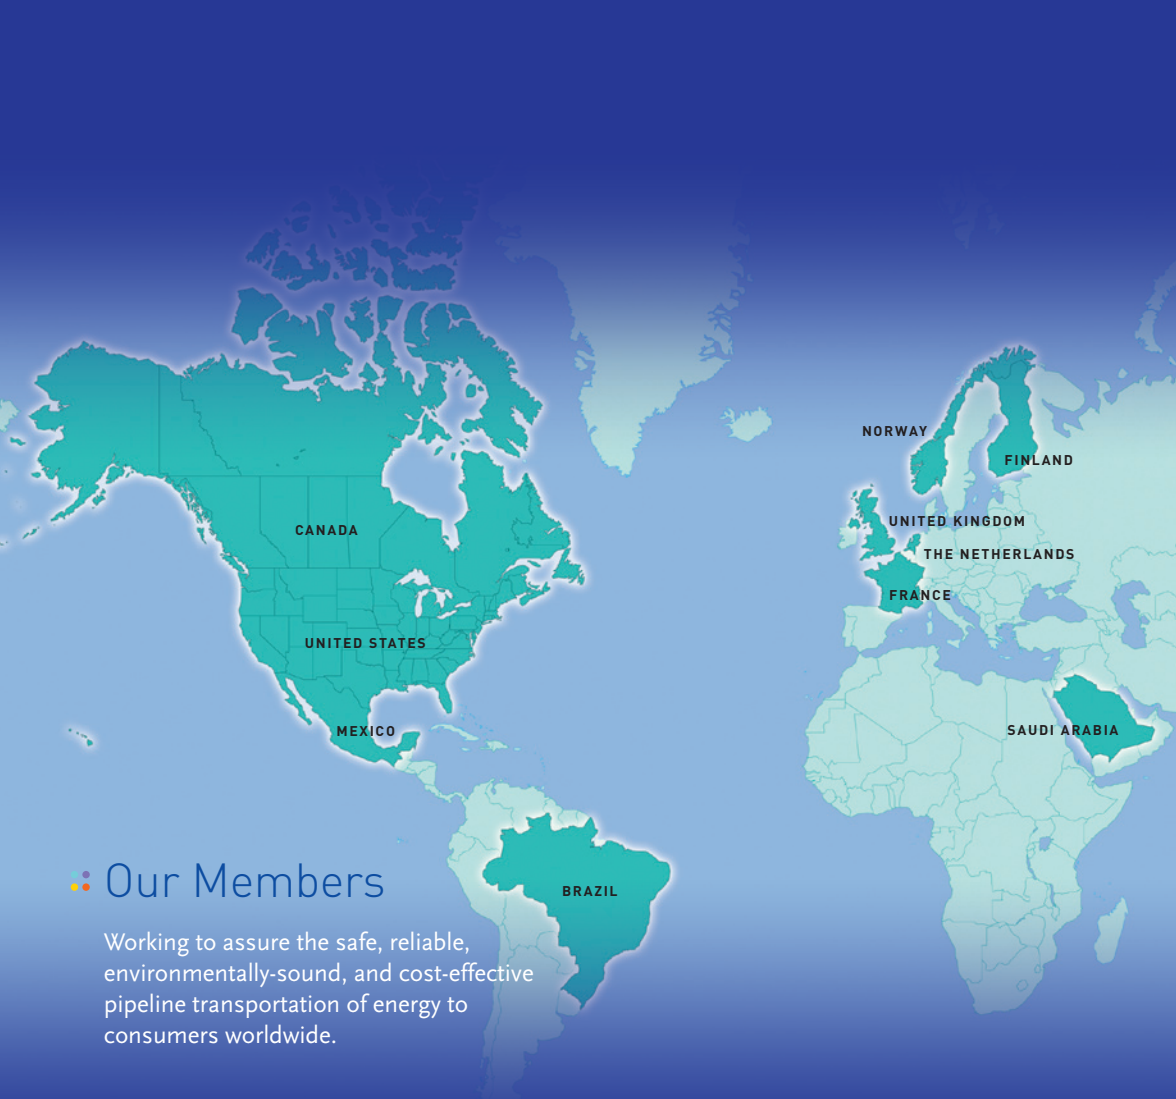 NORWAY
FINLAND
CANADA
UNITED KINGDOM
THE NETHERLANDS
FRANCE
UNITED STATES
MEXICO
SAUDI ARABIA
BRAZIL
Our Members
Working to assure the safe, reliable,
environmentally-sound, and cost-effective
pipeline transportation of energy to
consumers worldwide.